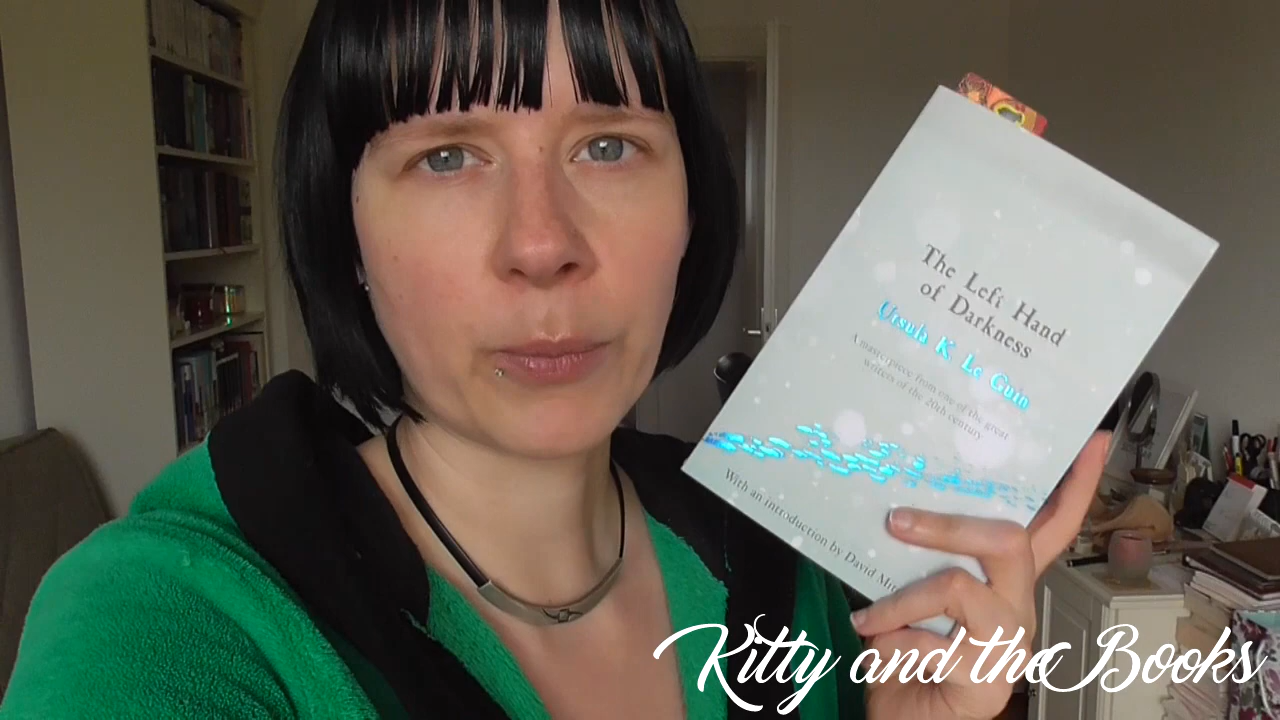 The Left Hand
of Darkness
Ursula K. Le Guin
A masterpiece from one of the great
writers of the 20th century
With an introduction by David
Kitty and the Books